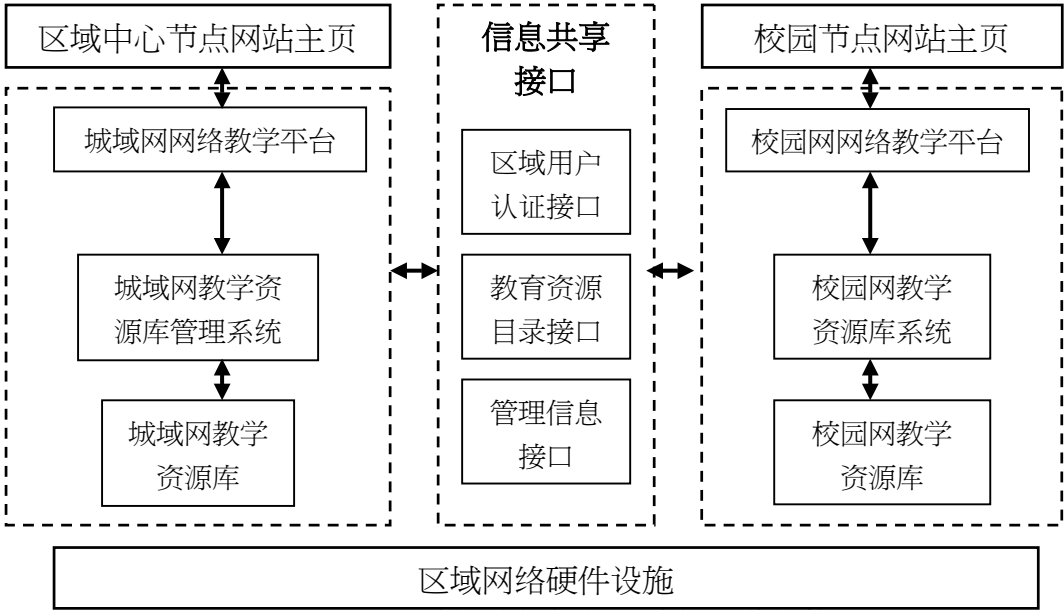 区域中心节点网站主页
城域网网络教学平台
城域网教学资
源库管理系统
城域网教学
资源库
信息共享
接口
区域用户
认证接口
教育资源
目录接口
管理信息
接口
校园节点网站主页
校园网网络教学平台
校园网教学
资源库系统
校园网教学
资源库
区域网络硬件设施